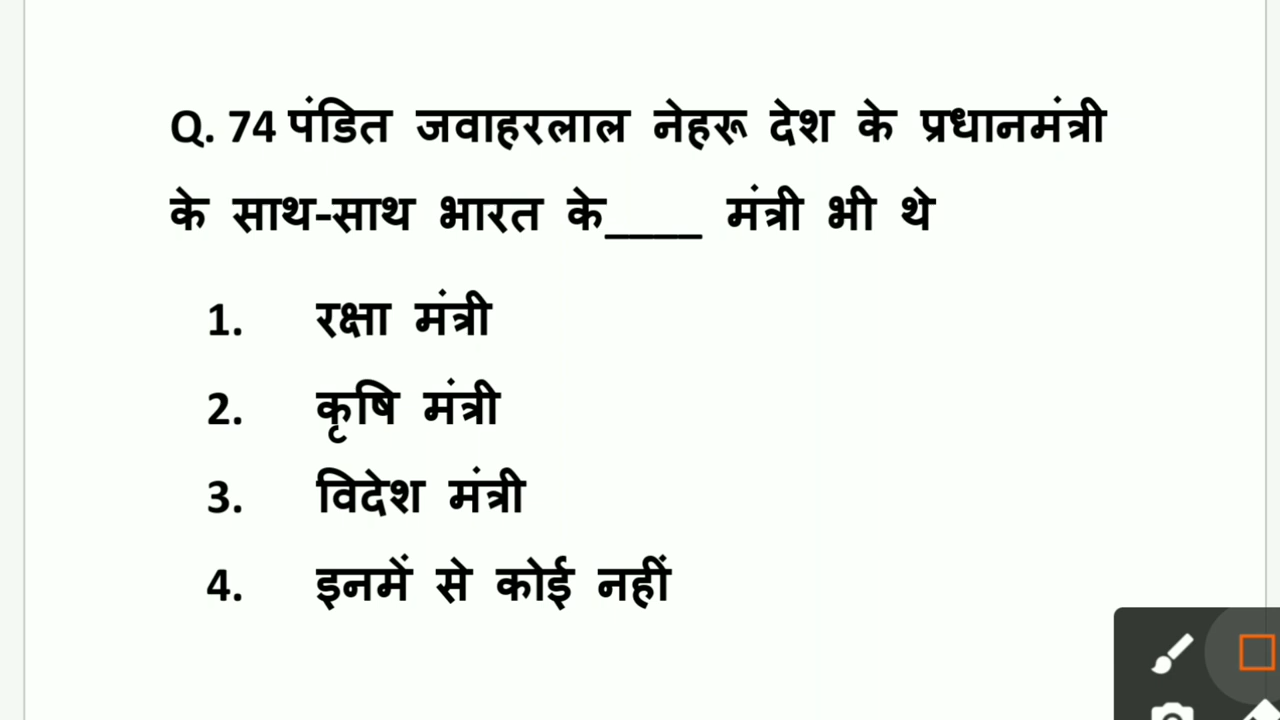 Q. 74 पंडित जवाहरलाल नेहरू देश के प्रधानमंत्री
के साथ-साथ भारत के____ मंत्री भी थे
1. रक्षा मंत्री
2. कृषि मंत्री
3. विदेश मंत्री
4. इनमें से कोई नहीं